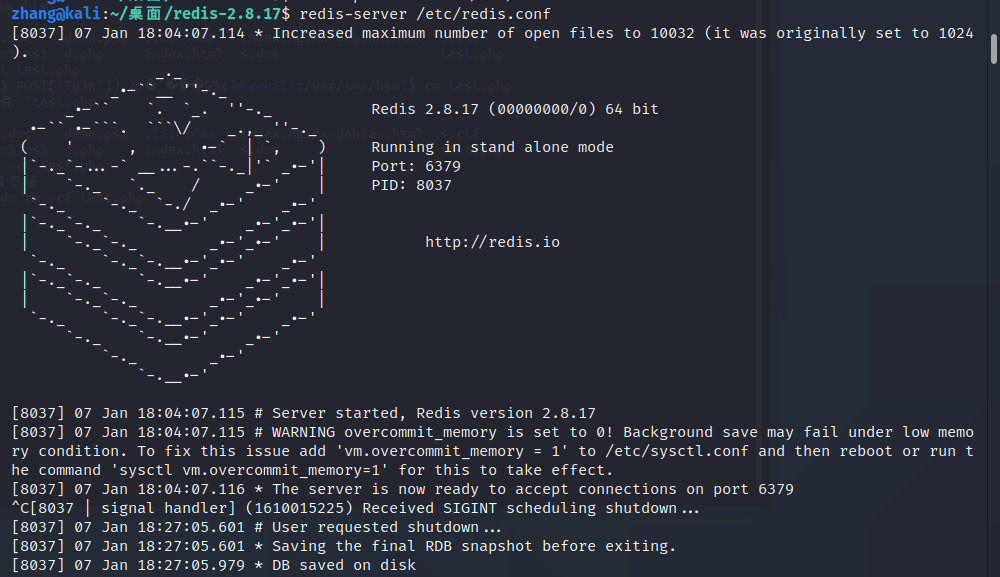 zhang@kali:~/桌面/redis-2.8.17$ redis-server /etc/redis.conf
[8037] 07 Jan 18:04:07.114 * Increased maximum number of open files to 10032 (it was originally set to 1024
).
Redis 2.8.17 (00000000/0) 64 bit
Running in stand alone mode
Port: 6379
PID: 8037
http://redis.io
[8037] 07 Jan 18:04:07.115 # Server started, Redis version 2.8.17
[8037] 07 Jan 18:04:07.115 # WARNING overcommit_memory is set to 0! Background save may fail under low memo
ry condition. To fix this issue add 'vm.overcommit_memory = 1' to /etc/sysctl.conf and then reboot or run t
he command 'sysctl vm.overcommit_memory=1' for this to take effect.
[8037] 07 Jan 18:04:07.116 * The server is now ready to accept connections on port 6379
^C[8037 | signal handler] (1610015225) Received SIGINT scheduling shutdown...
[8037] 07 Jan 18:27:05.601 # User requested shutdown...
[8037] 07 Jan 18:27:05.601 * Saving the final RDB snapshot before exiting.
[8037] 07 Jan 18:27:05.979 * DB saved on disk